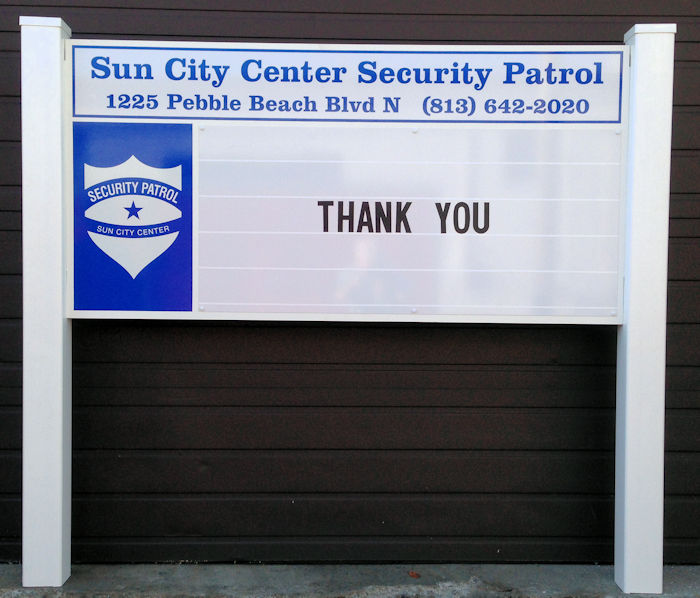 Sun City Center Security Patrol
1225 Pebble Beach Blvd N (813) 642-2020
SECURITY PATROL
SUN CITY CENTER
THANK YOU